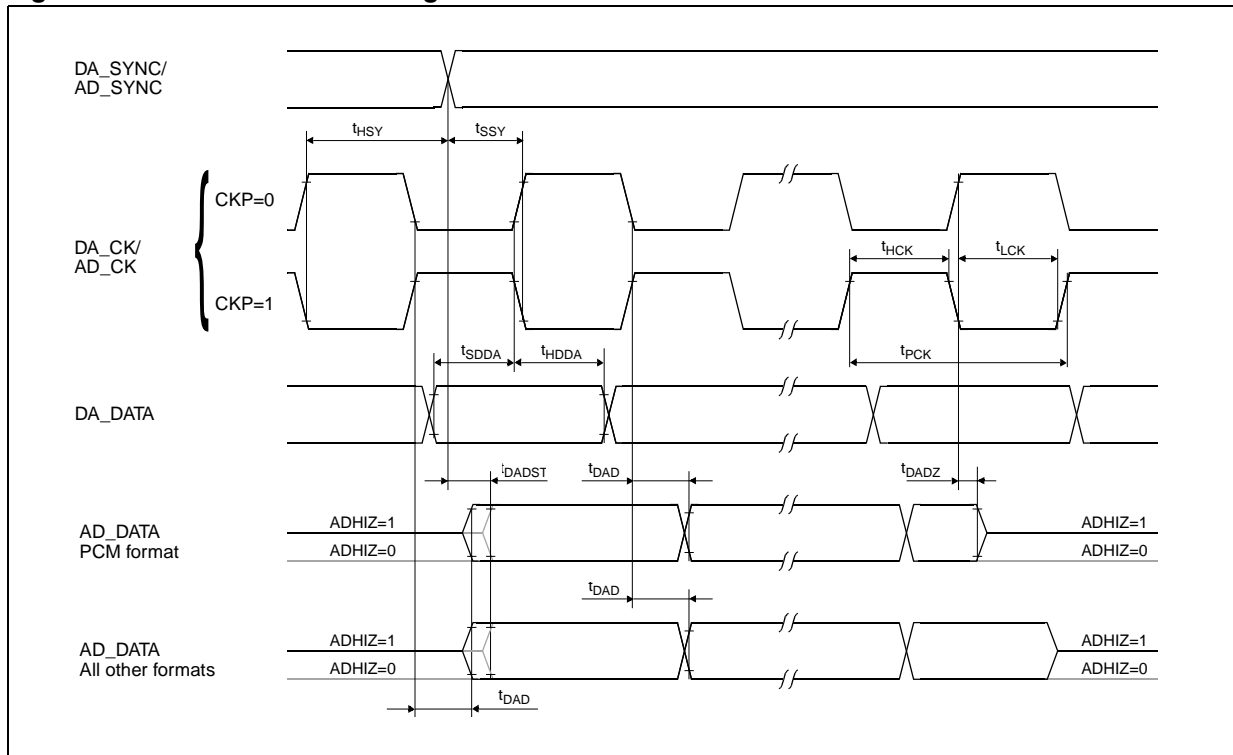 DA_SYNC/
AD_SYNC
tHSY
tSSY
CKP=0
DA_CK/
AD_CK
tHCK
tLCK
CKP=1
tSDDA
tHDDA
tPCK
DA_DATA
tDADST
tDAD
tDADZ
AD_DATA
PCM format
ADHIZ=1
ADHIZ=0
ADHIZ=1
ADHIZ=0
tDAD
AD_DATA
All other formats
ADHIZ=1
ADHIZ=0
ADHIZ=1
ADHIZ=0
tDAD